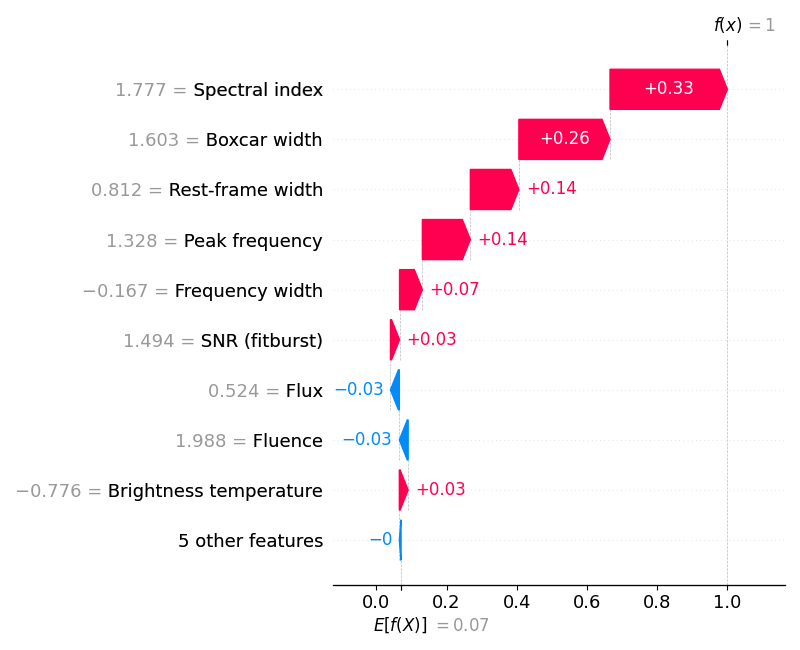 f(x) = 1
1.777 = Spectral index +0.33
1.603 = Boxcar width +0.26
0.812 = Rest-frame width +0.14
1.328 = Peak frequency +0.14
−0.167 = Frequency width +0.07
1.494 = SNR (fitburst) +0.03
0.524 = Flux −0.03
1.988 = Fluence −0.03
−0.776 = Brightness temperature +0.03
5 other features −0
0.0 0.2 0.4 0.6 0.8 1.0
E[f(X)] = 0.07